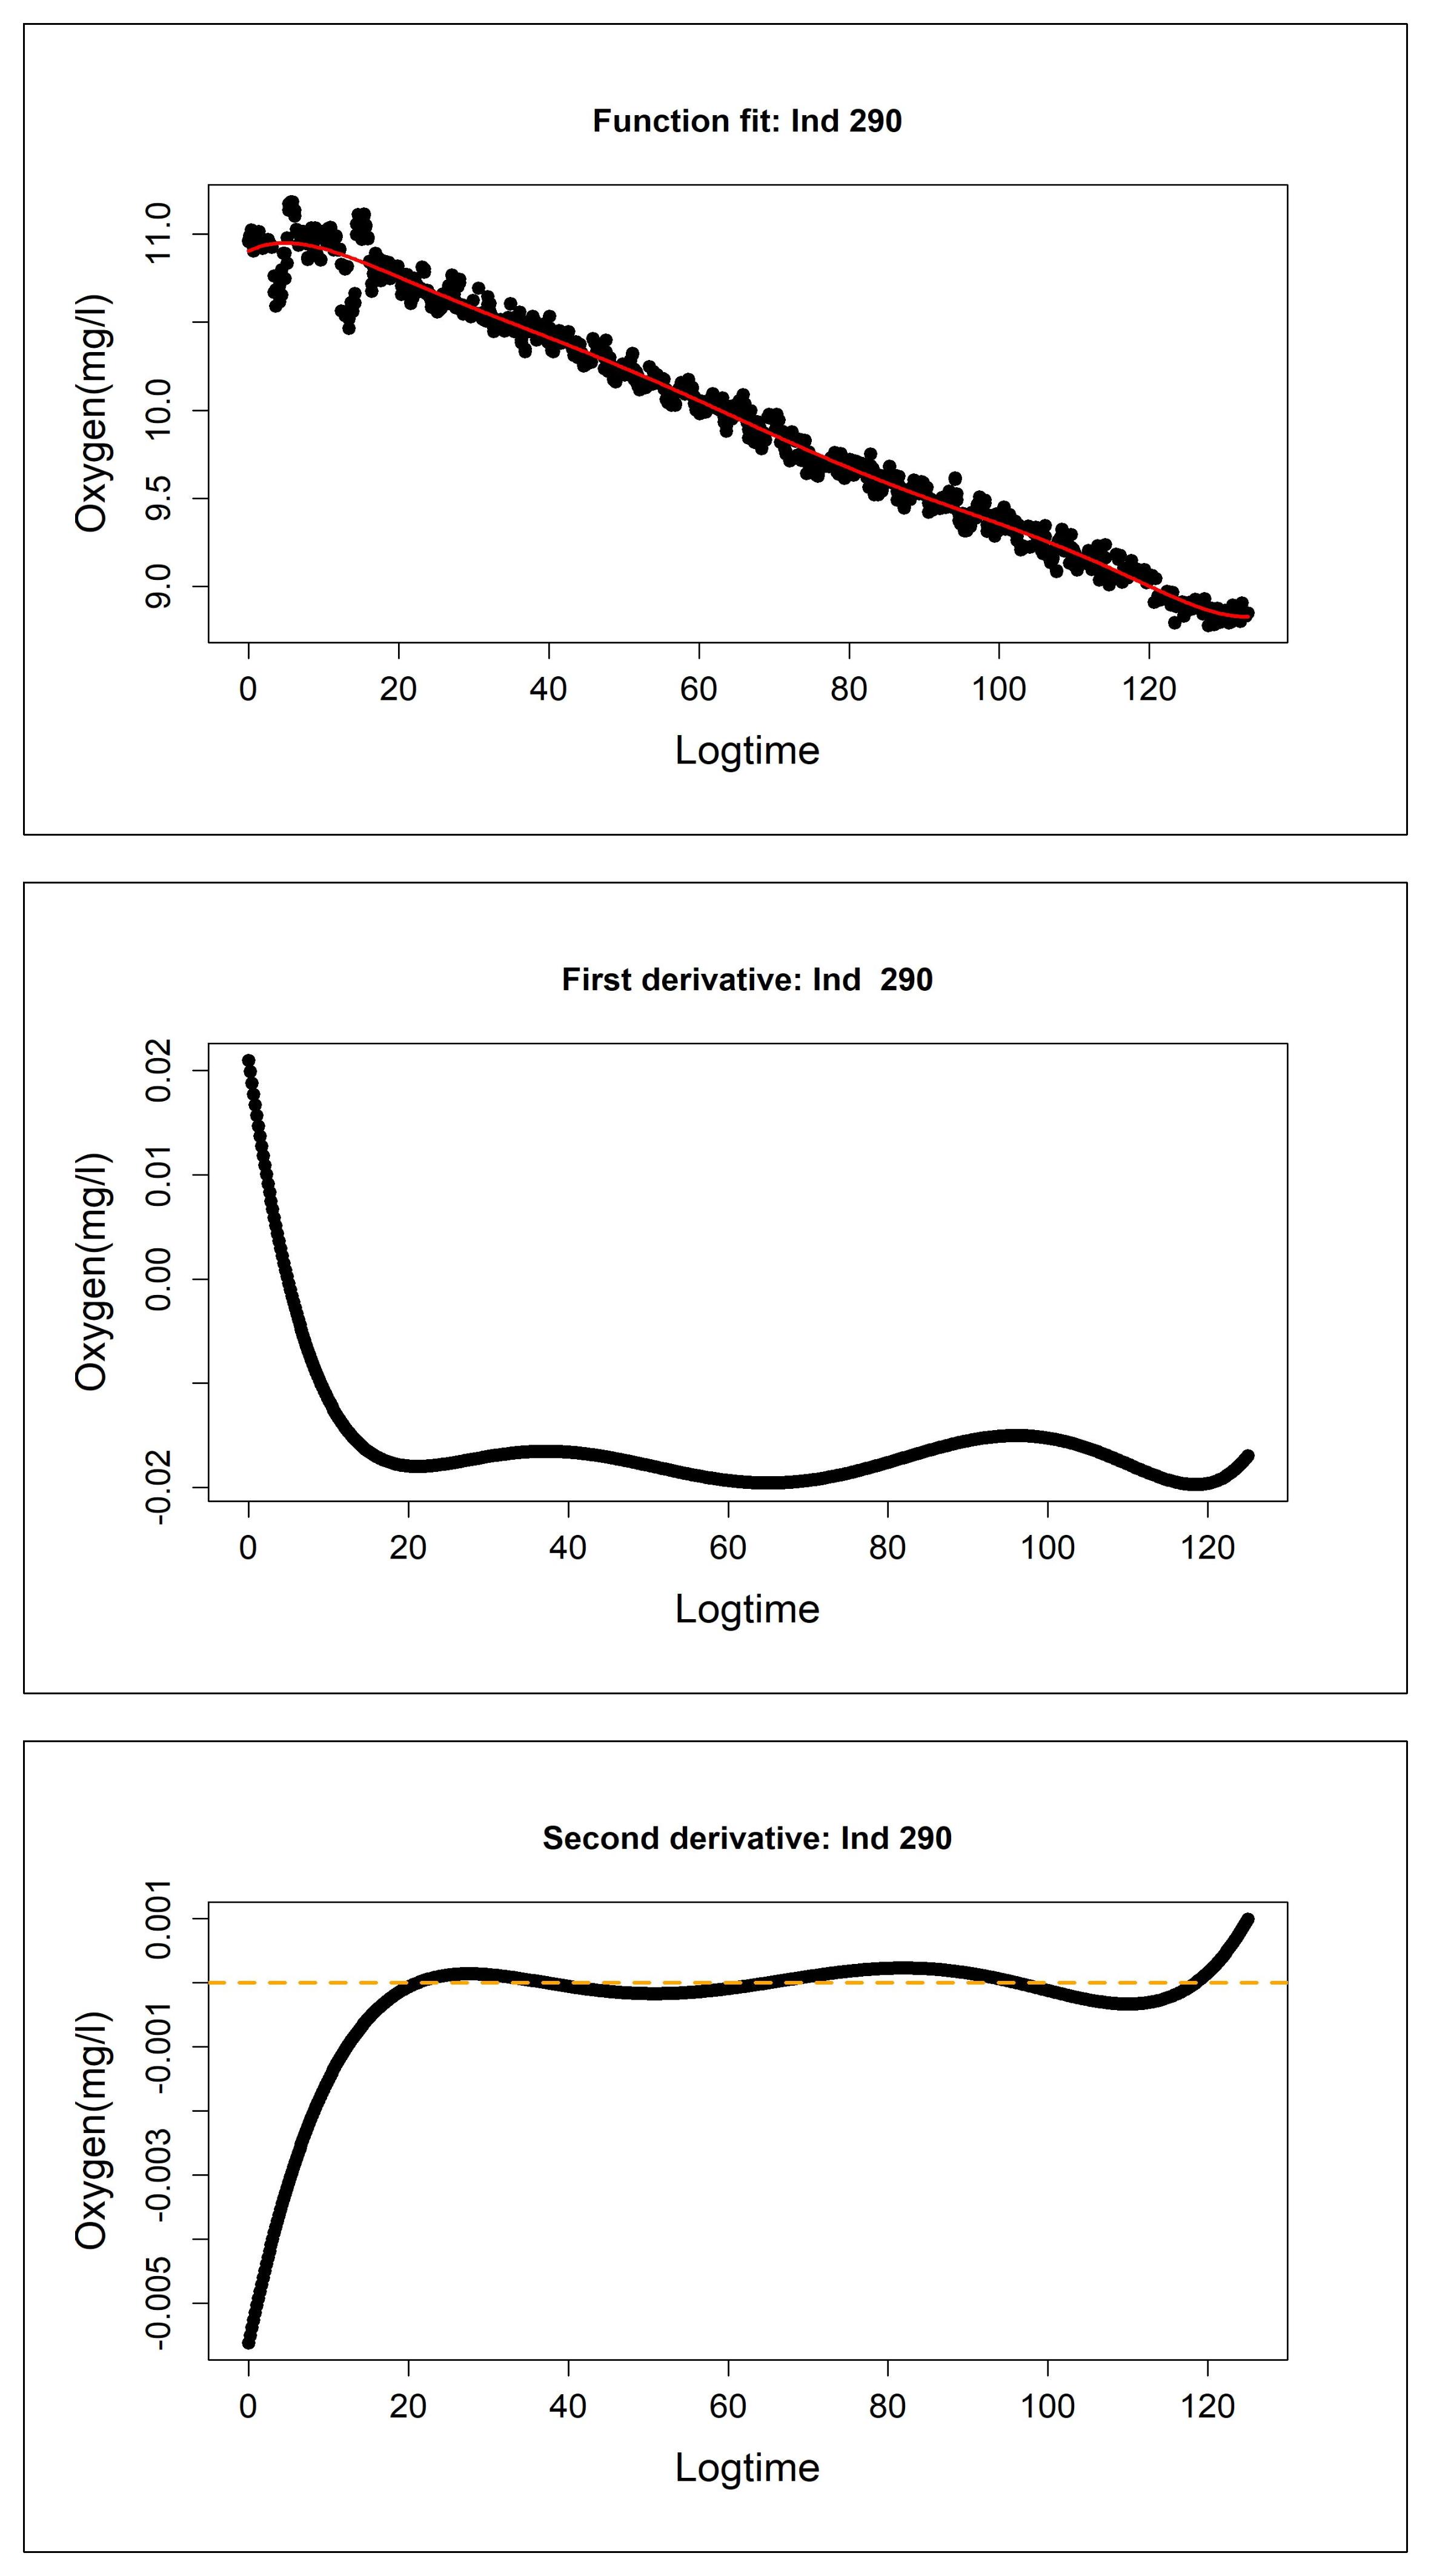 Function fit: Ind 290
Oxygen(mg/l)
11.0
10.0
9.5
9.0
0 20 40 60 80 100 120
Logtime
First derivative: Ind  290
Oxygen(mg/l)
0.02
0.01
0.00
-0.02
0 20 40 60 80 100 120
Logtime
Second derivative: Ind 290
Oxygen(mg/l)
0.001
-0.001
-0.003
-0.005
0 20 40 60 80 100 120
Logtime